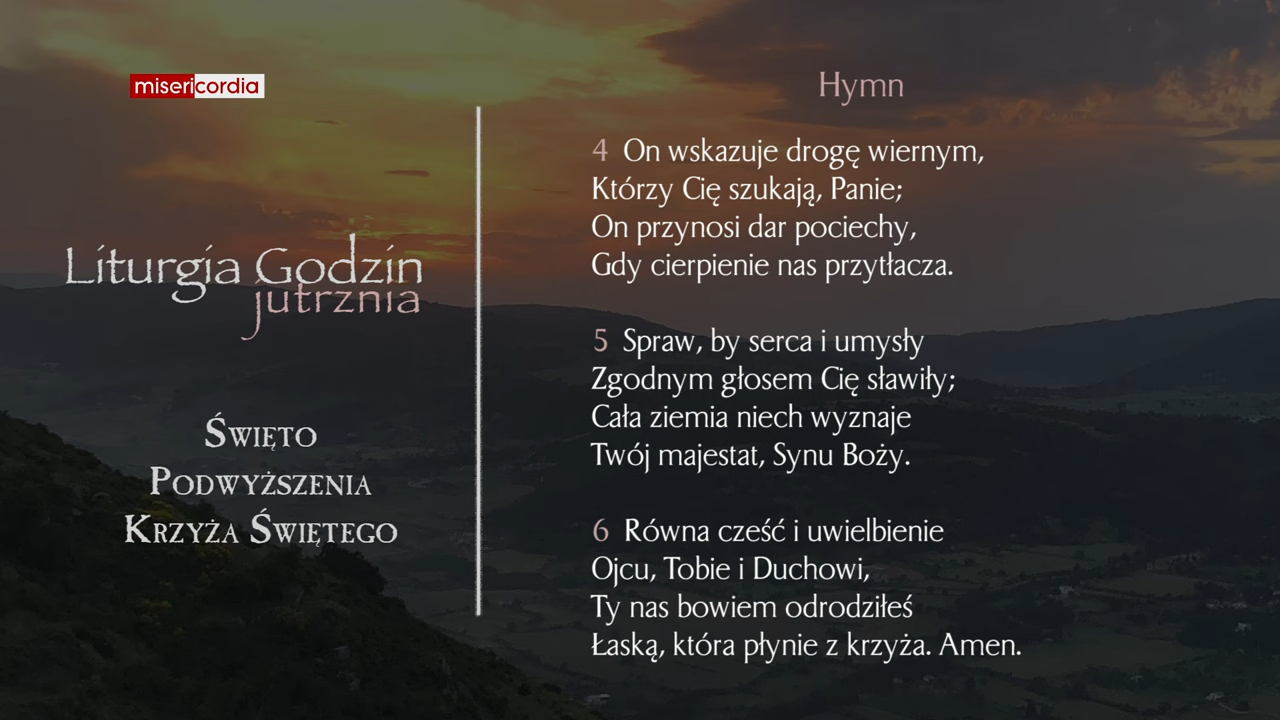 misericordia
Liturgia Godzin
jutrznia
Święto
Podwyższenia
Krzyża Świętego
Hymn
4 On wskazuje drogę wiernym,
Którzy Cię szukają, Panie;
On przynosi dar pociechy,
Gdy cierpienie nas przytłacza.
5 Spraw, by serca i umysły
Zgodnym głosem Cię sławiły;
Cała ziemia niech wyznaje
Twój majestat, Synu Boży.
6 Równa cześć i uwielbienie
Ojcu, Tobie i Duchowi,
Ty nas bowiem odrodziłeś
Łaską, która płynie z krzyża. Amen.